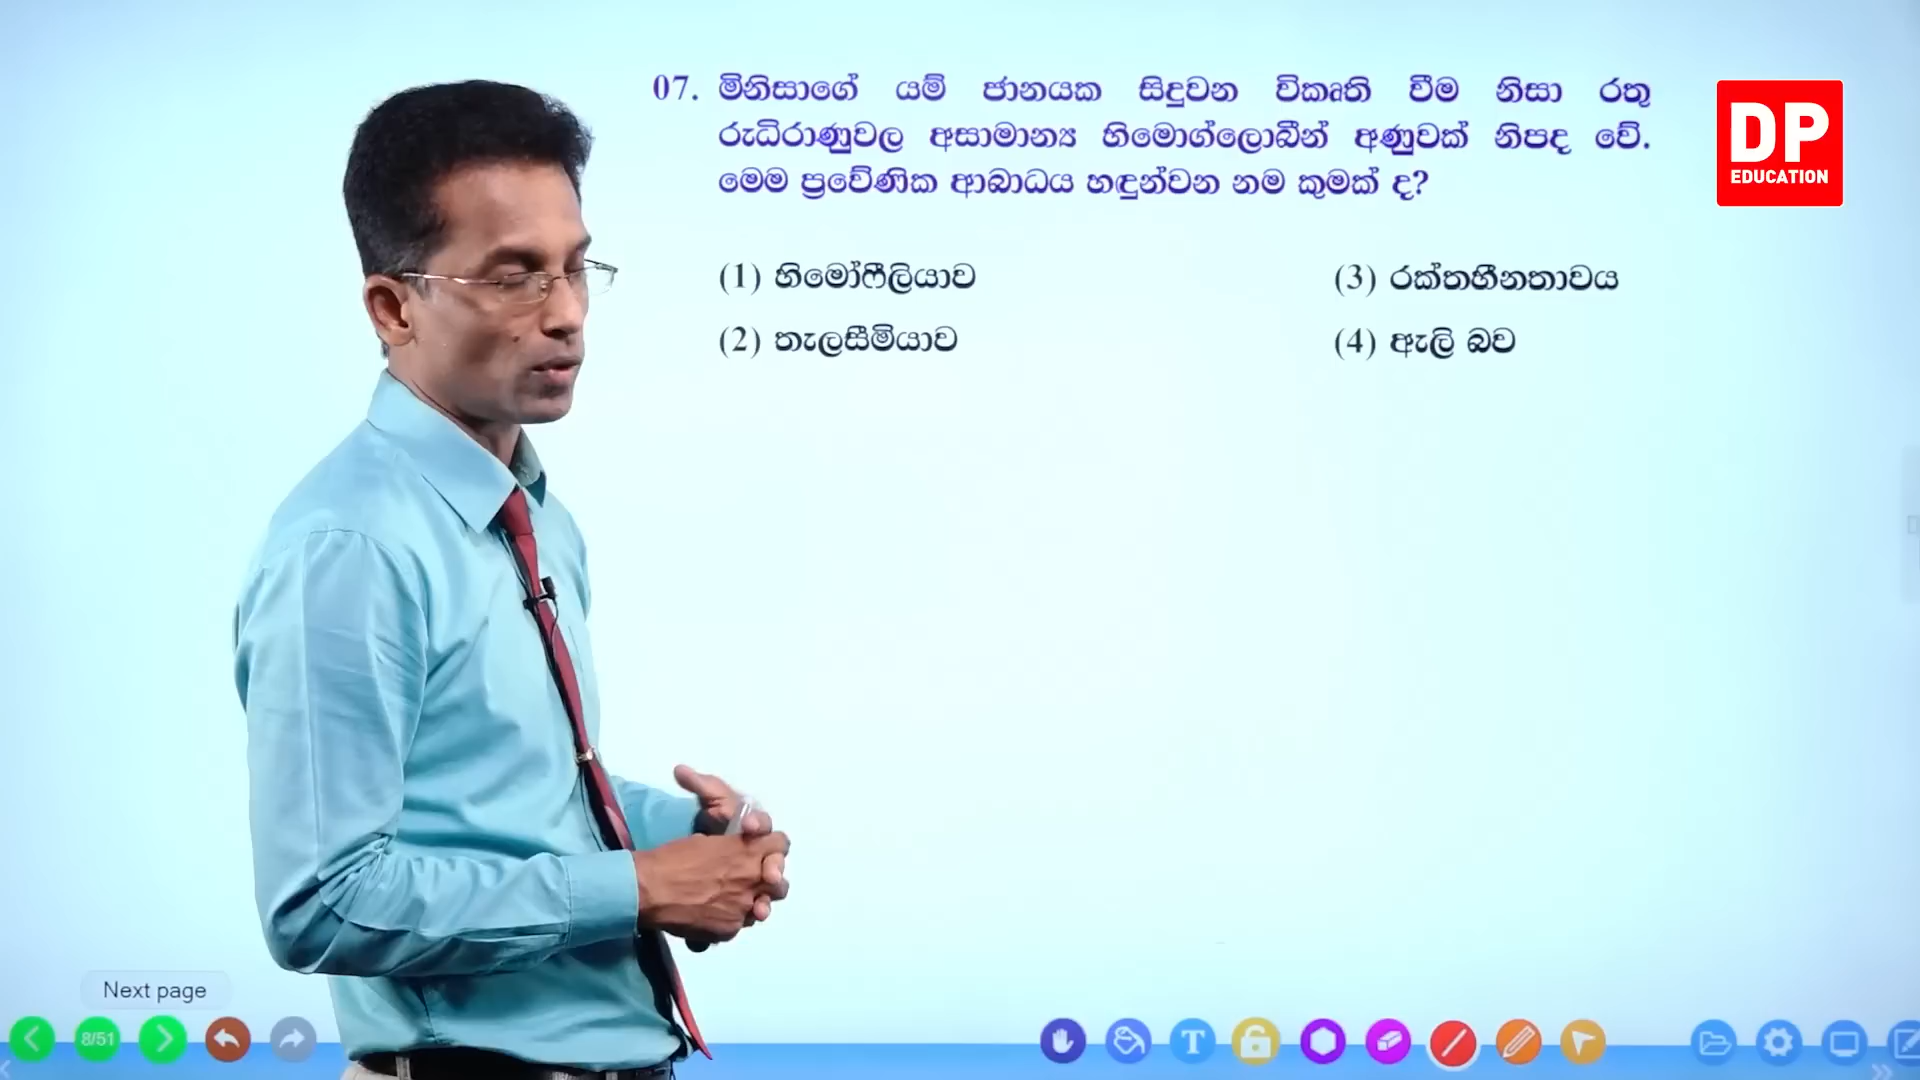 07. මිනිසාගේ යම් ජානයක සිදුවන විකෘති වීම නිසා රතු
රුධිරාණුවල අසාමාන්‍ය හිමොග්ලොබීන් අණුවක් නිපද වේ.
මෙම ප්‍රවේණික ආබාධය හඳුන්වන නම කුමක් ද?
DP
EDUCATION
(1) හිමෝෆීලියාව
(3) රක්තහීනතාවය
(2) තැලසීමියාව
(4) ඇලි බව
Next page
8/51
T